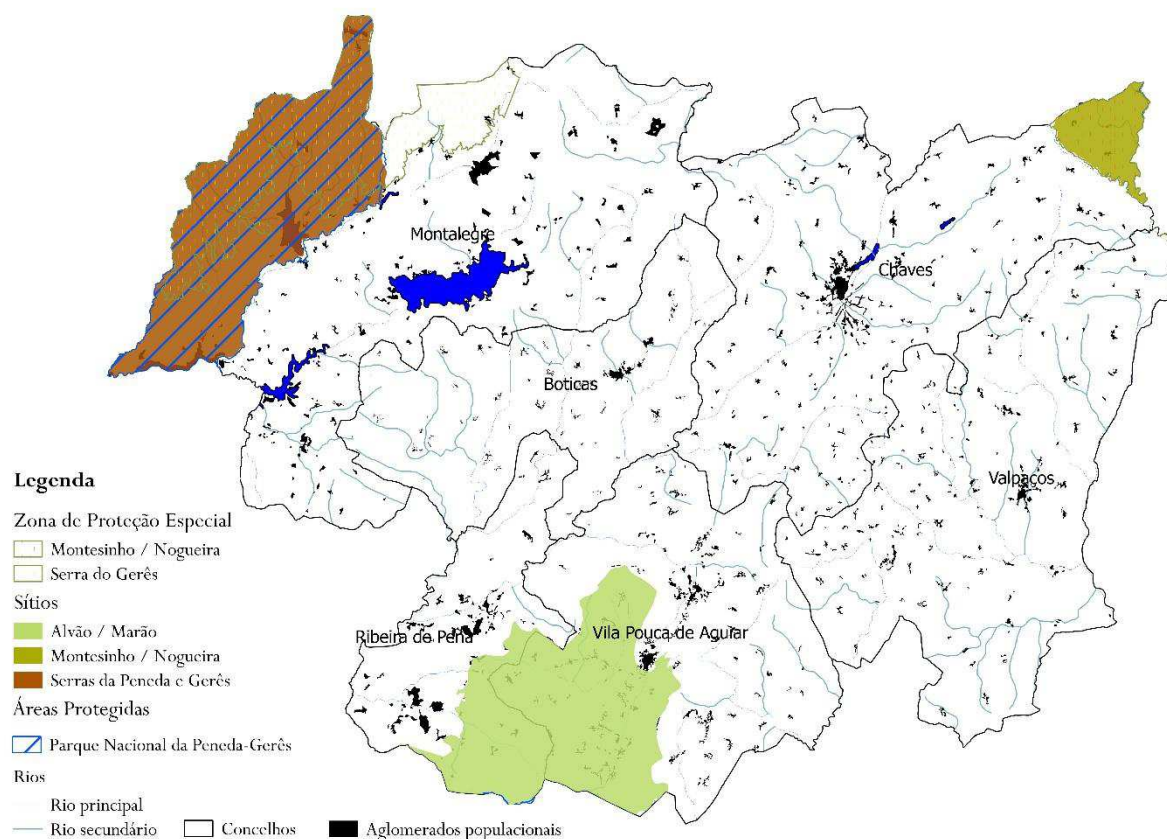 Montalegre
Chaves
Boticas
Valpaços
Ribeira de Pena
Vila Pouca de Aguiar
Legenda
Zona de Proteção Especial
Montesinho / Nogueira
Serra do Gerês
Sítios
Alvão / Marão
Montesinho / Nogueira
Serras da Peneda e Gerês
Áreas Protegidas
Parque Nacional da Peneda-Gerês
Rios
Rio principal
Rio secundário
Concelhos
Aglomerados populacionais